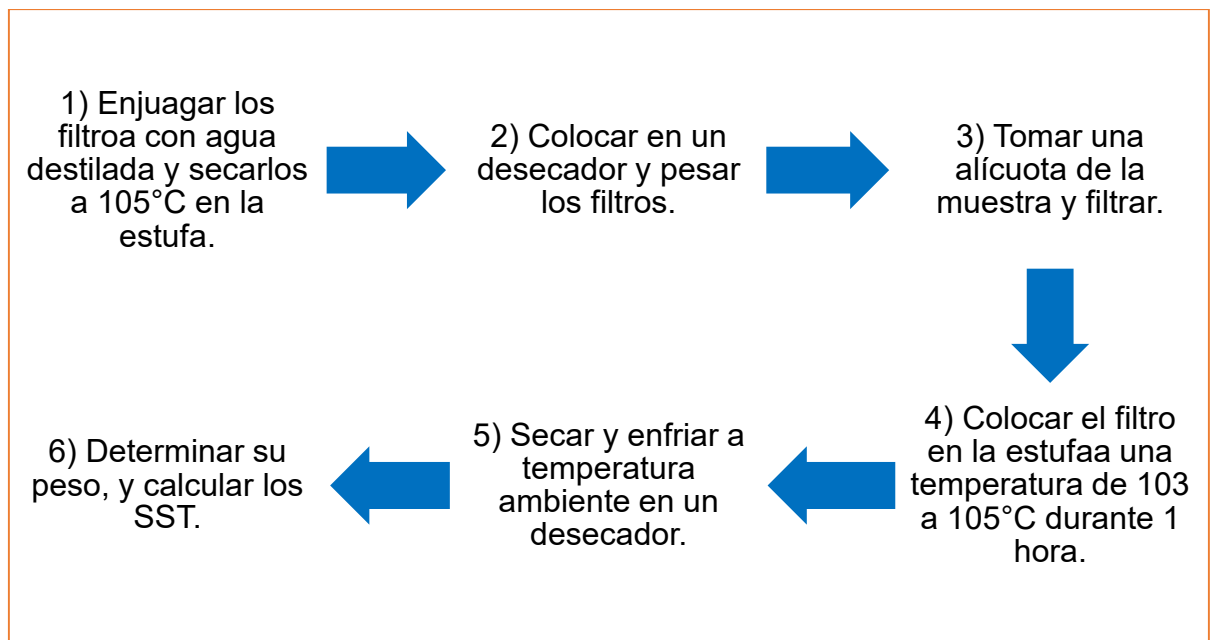 1) Enjuagar los
filtroa con agua
destilada y secarlos
a 105°C en la
estufa.
2) Colocar en un
desecador y pesar
los filtros.
3) Tomar una
alícuota de la
muestra y filtrar.
4) Colocar el filtro
en la estufaa una
temperatura de 103
a 105°C durante 1
hora.
5) Secar y enfriar a
temperatura
ambiente en un
desecador.
6) Determinar su
peso, y calcular los
SST.